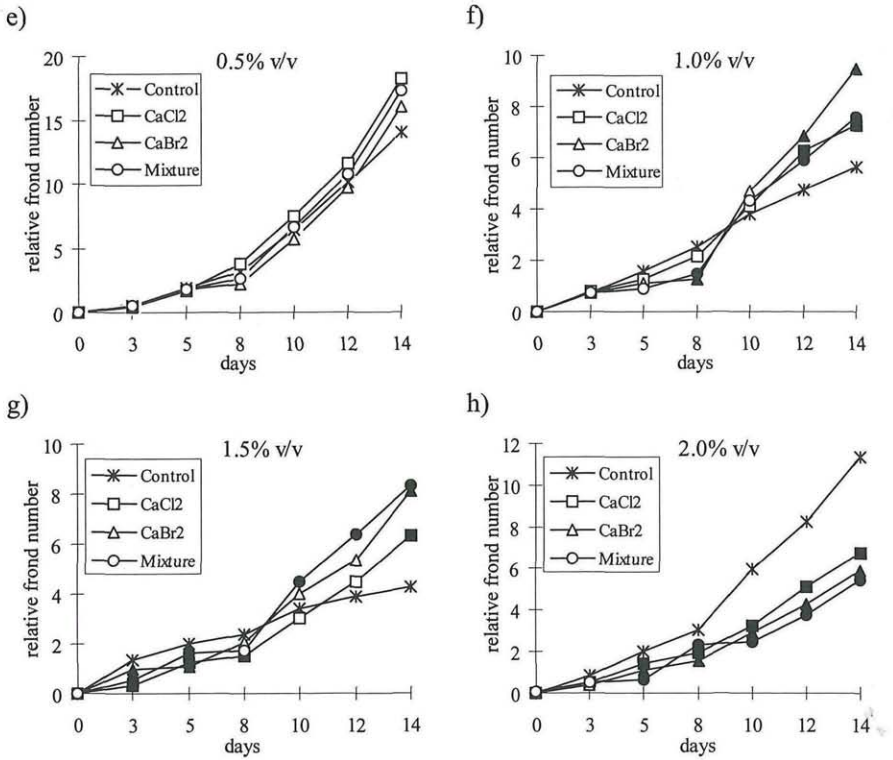 e)
0.5% v/v
20
15
10
5
0
relative frond number
Control
CaCl2
CaBr2
Mixture
0 3 5 8 10 12 14
days
f)
1.0% v/v
10
8
6
4
2
0
relative frond number
Control
CaCl2
CaBr2
Mixture
0 3 5 8 10 12 14
days
g)
1.5% v/v
10
8
6
4
2
0
relative frond number
Control
CaCl2
CaBr2
Mixture
0 3 5 8 10 12 14
days
h)
2.0% v/v
12
10
8
6
4
2
0
relative frond number
Control
CaCl2
CaBr2
Mixture
0 3 5 8 10 12 14
days